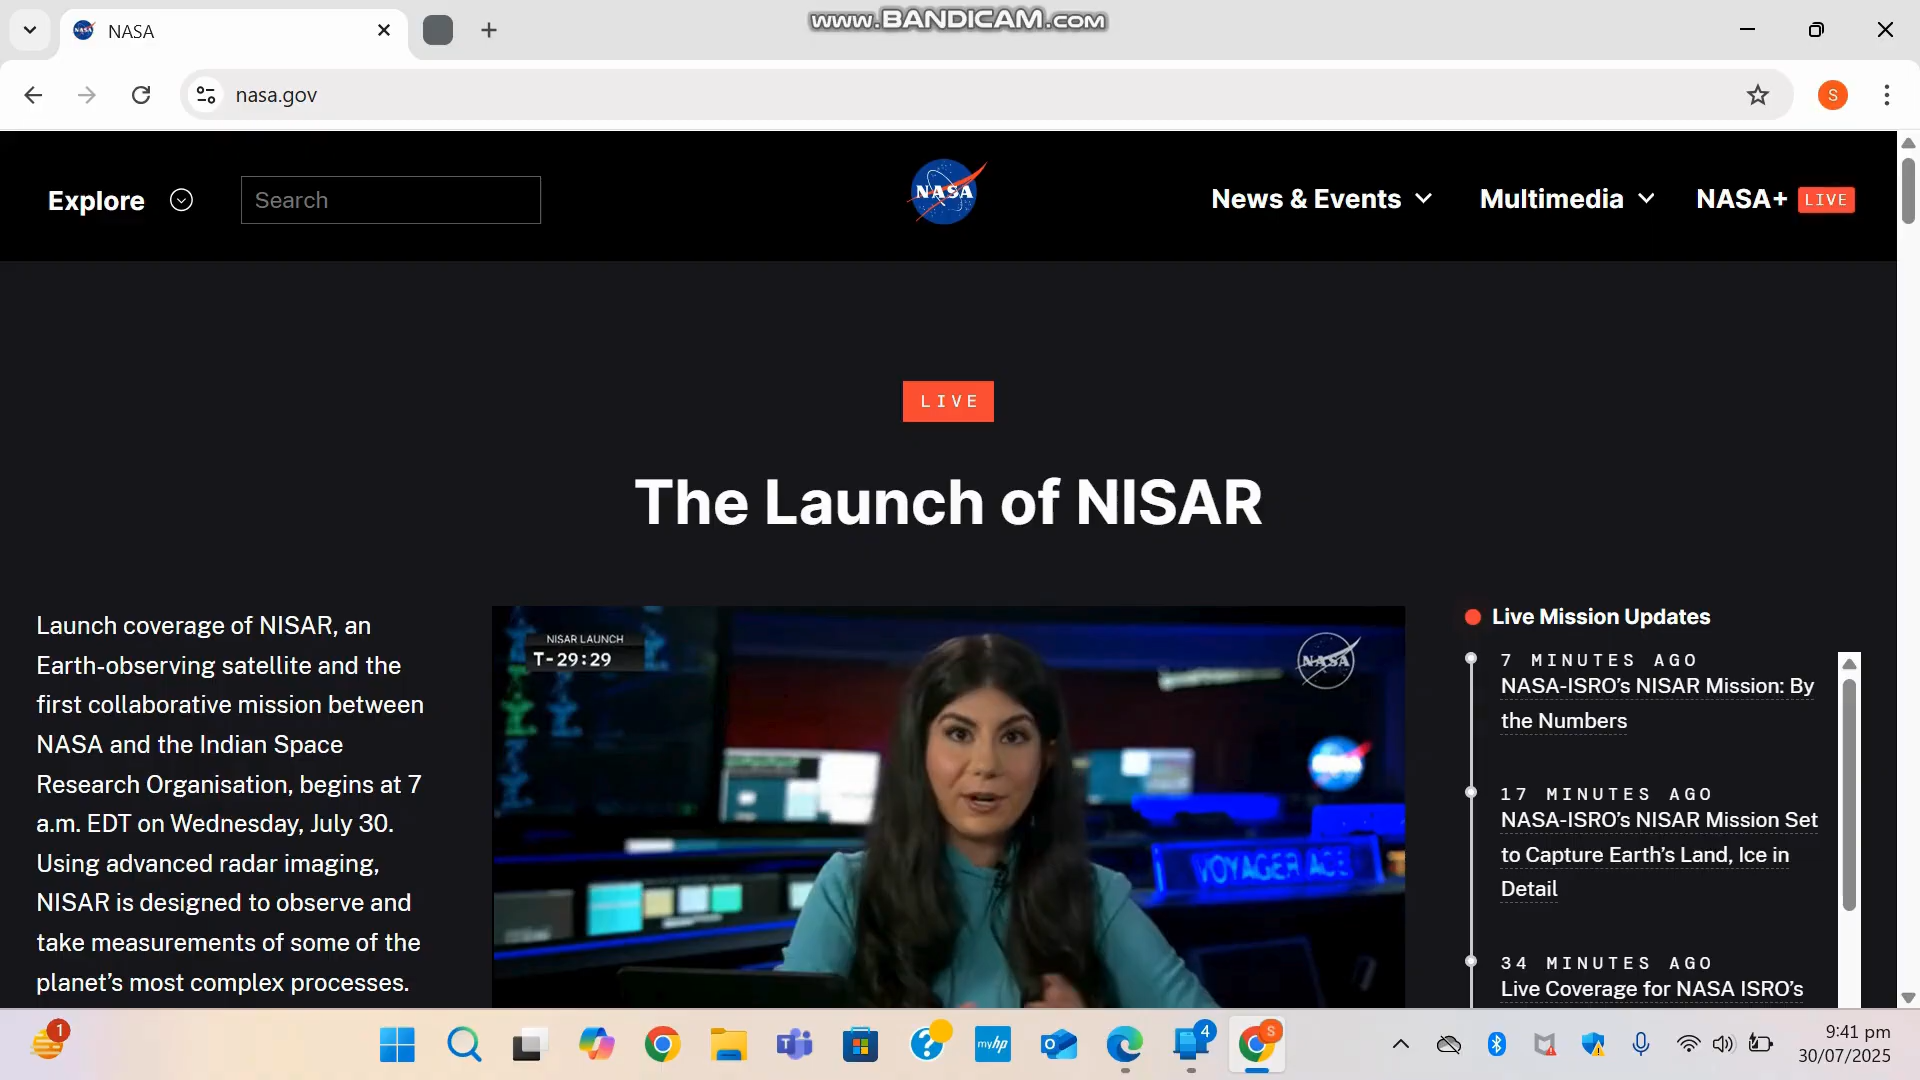 NASA
www.BANDICAM.com
nasa.gov
S
Explore
Search
NASA
News & Events
Multimedia
NASA+ LIVE
LIVE
The Launch of NISAR
Launch coverage of NISAR, an
Earth-observing satellite and the
first collaborative mission between
NASA and the Indian Space
Research Organisation, begins at 7
a.m. EDT on Wednesday, July 30.
Using advanced radar imaging,
NISAR is designed to observe and
take measurements of some of the
planet's most complex processes.
NISAR LAUNCH
T-29:29
NASA
VOYAGER ACE
Live Mission Updates
7 MINUTES AGO
NASA-ISRO's NISAR Mission: By
the Numbers
17 MINUTES AGO
NASA-ISRO's NISAR Mission Set
to Capture Earth's Land, Ice in
Detail
34 MINUTES AGO
Live Coverage for NASA ISRO's
1
T
?
myhp
4
S
9:41 pm
30/07/2025